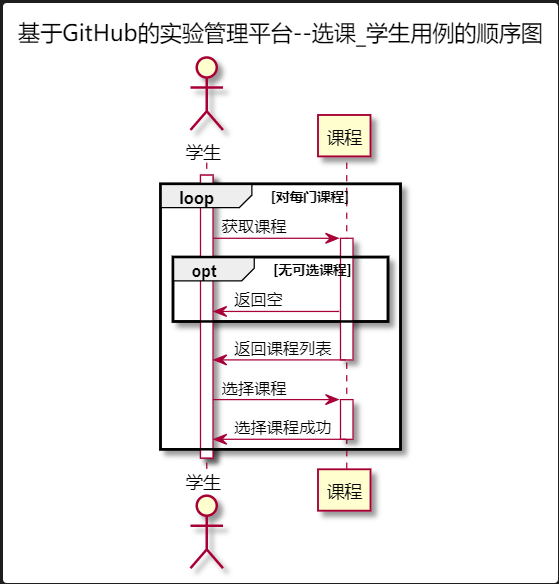 基于GitHub的实验管理平台--选课_学生用例的顺序图
学生
课程
loop [对每门课程]
获取课程
opt [无可选课程]
返回空
返回课程列表
选择课程
选择课程成功
学生
课程